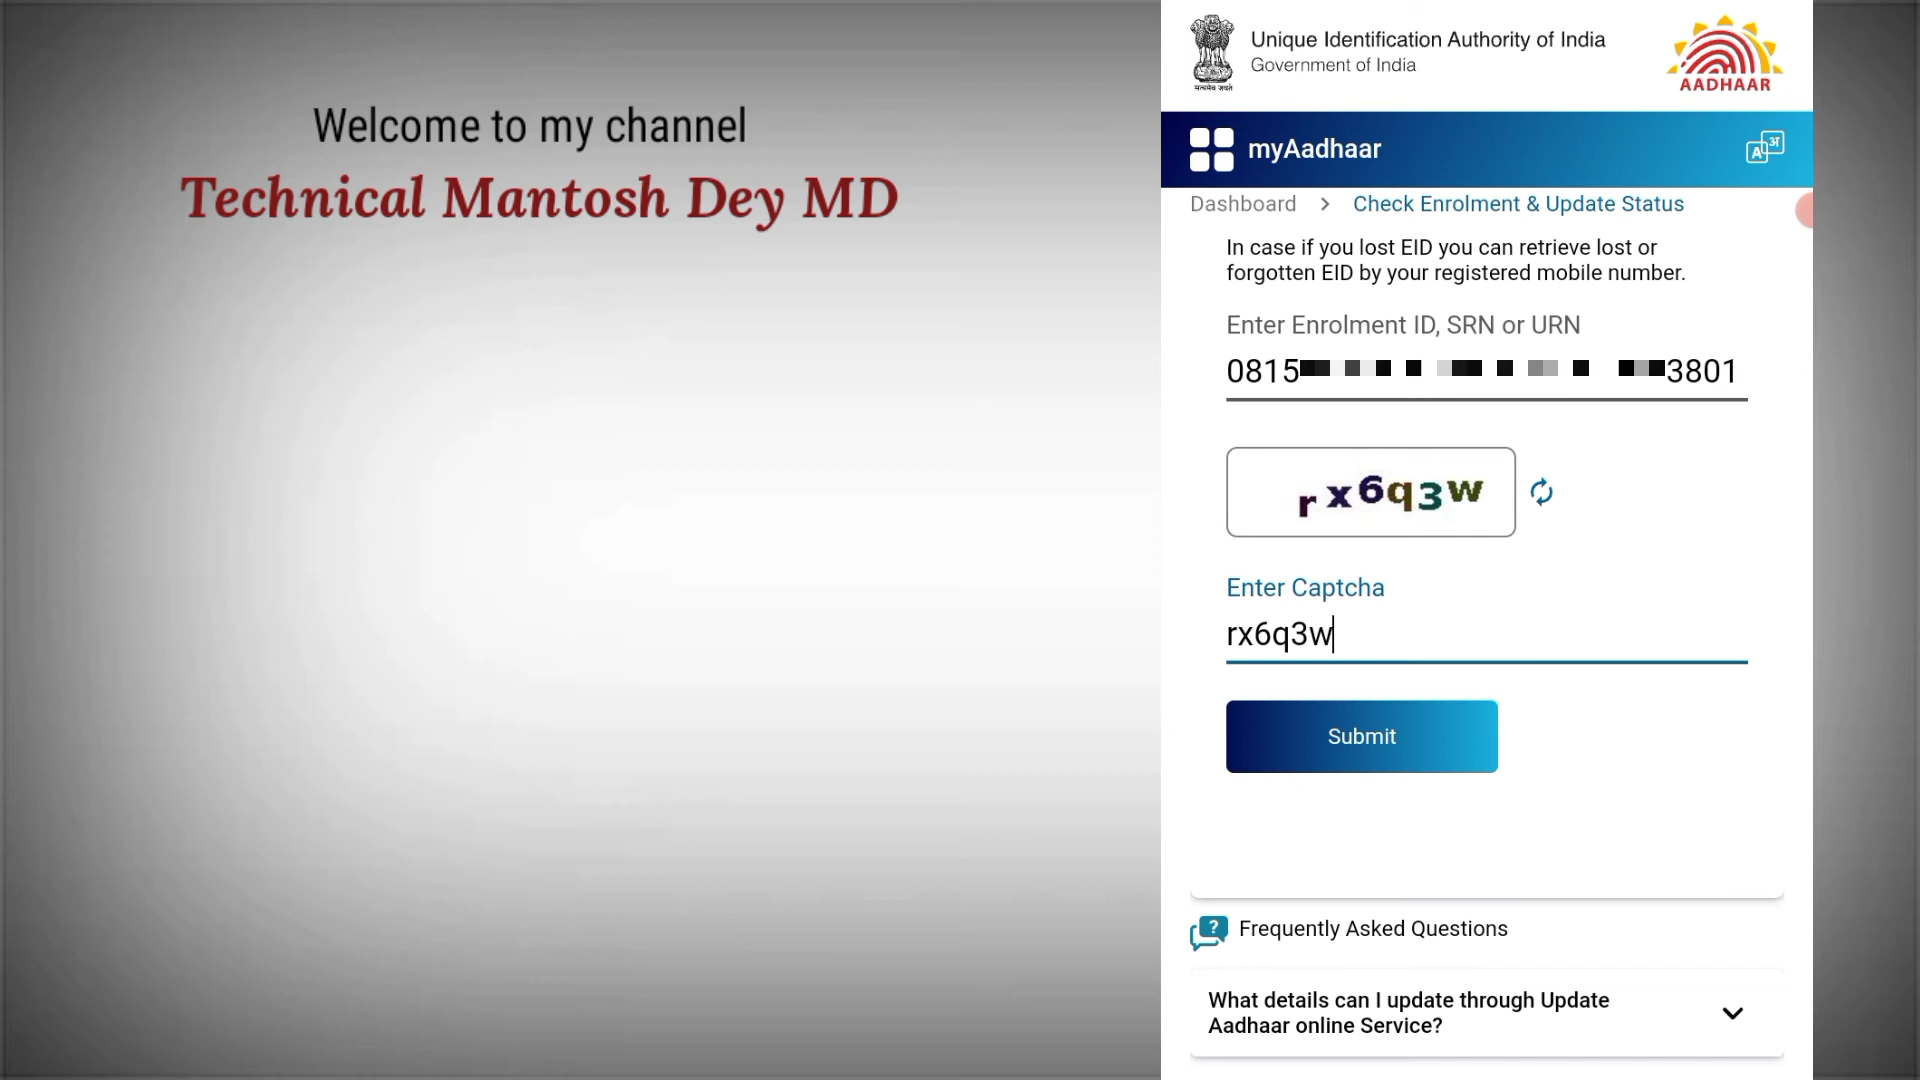 Welcome to my channel
Technical Mantosh Dey MD
Unique Identification Authority of India
Government of India
सत्यमेव जयते
AADHAAR
myAadhaar
A अ
Dashboard > Check Enrolment & Update Status
In case if you lost EID you can retrieve lost or
forgotten EID by your registered mobile number.
Enter Enrolment ID, SRN or URN
0815 3801
rx6q3w
Enter Captcha
rx6q3w
Submit
Frequently Asked Questions
What details can I update through Update
Aadhaar online Service?